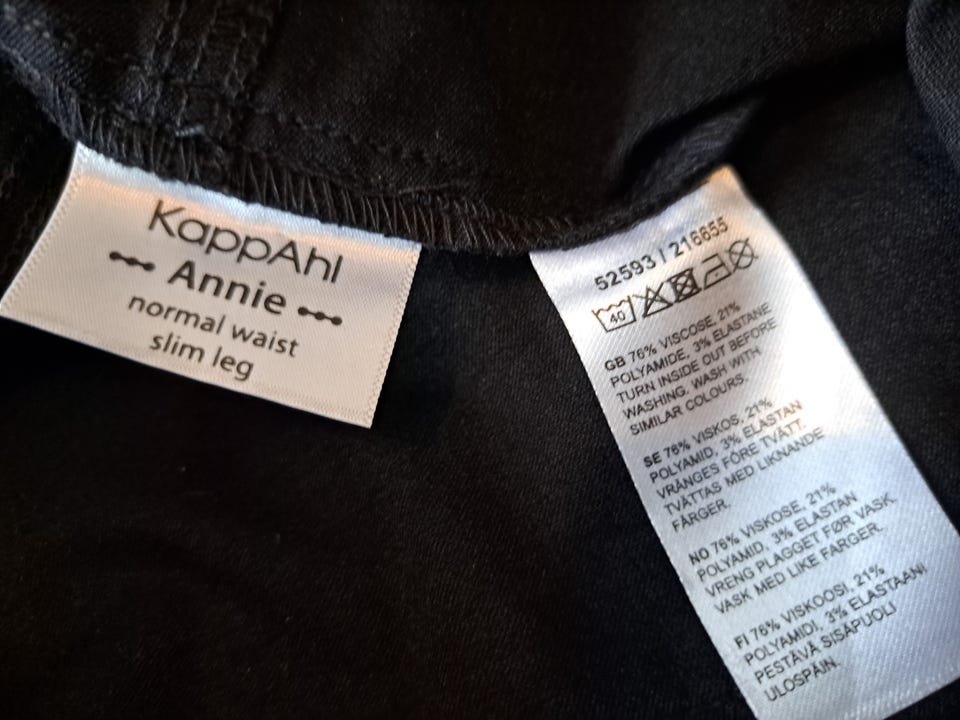 KappAhl
Annie
normal waist
slim leg
52593 / 216655
40
GB 76% VISCOSE, 21%
POLYAMIDE, 3% ELASTANE
TURN INSIDE OUT BEFORE
WASHING. WASH WITH
SIMILAR COLOURS.
SE 76% VISKOS, 21%
POLYAMID, 3% ELASTAN
VRÄNGES FÖRE TVÄTT.
TVÄTTAS MED LIKNANDE
FÄRGER.
NO 76% VISKOSE, 21%
POLYAMID, 3% ELASTAN
VRENG PLAGGET FØR VASK.
VASK MED LIKE FARGER.
FI 76% VISKOOSI, 21%
POLYAMIDI, 3% ELASTAANI
PESTÄVÄ SISÄPUOLI
ULOSPÄIN.